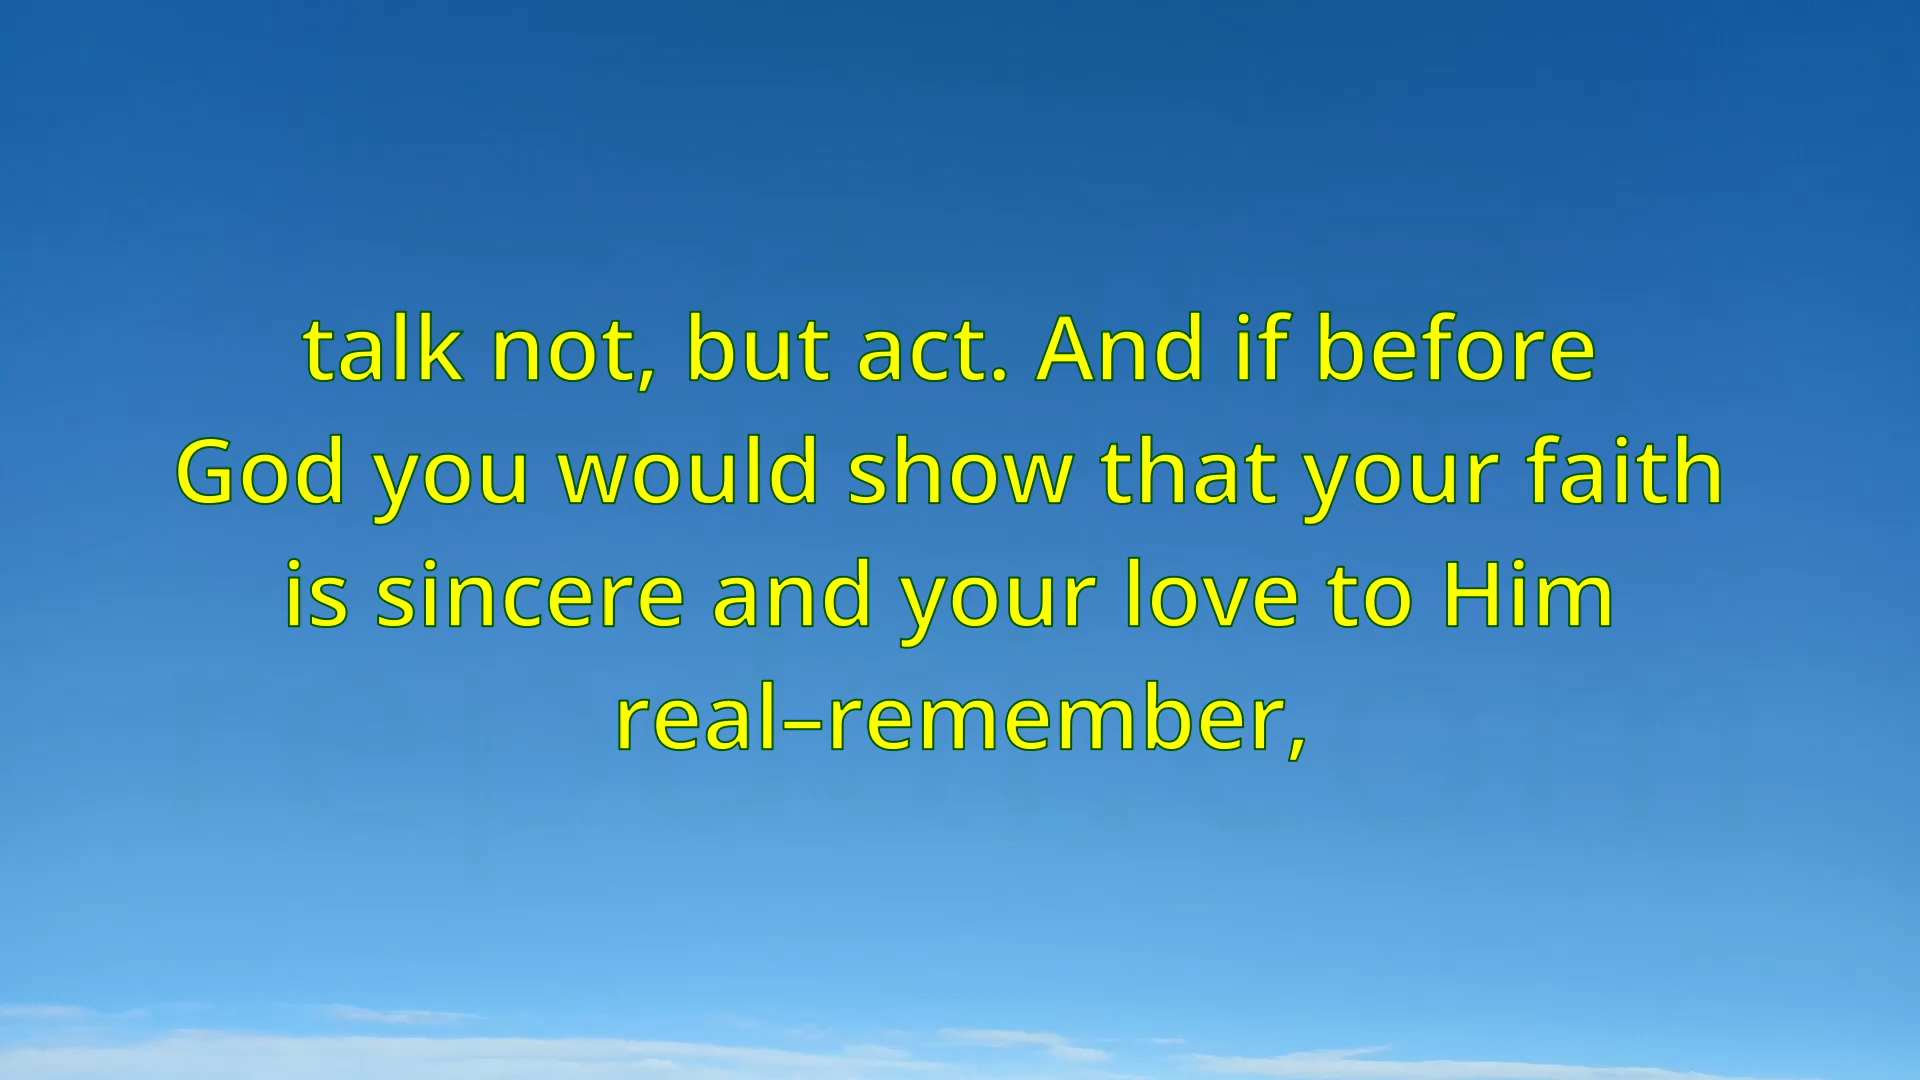 talk not, but act. And if before
God you would show that your faith
is sincere and your love to Him
real–remember,